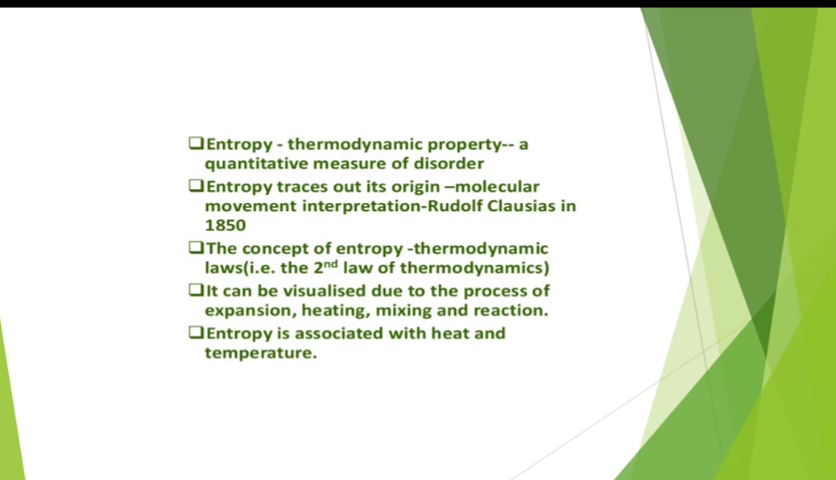 ❑Entropy - thermodynamic property-- a
quantitative measure of disorder
❑Entropy traces out its origin –molecular
movement interpretation-Rudolf Clausias in
1850
❑The concept of entropy -thermodynamic
laws(i.e. the 2nd law of thermodynamics)
❑It can be visualised due to the process of
expansion, heating, mixing and reaction.
❑Entropy is associated with heat and
temperature.